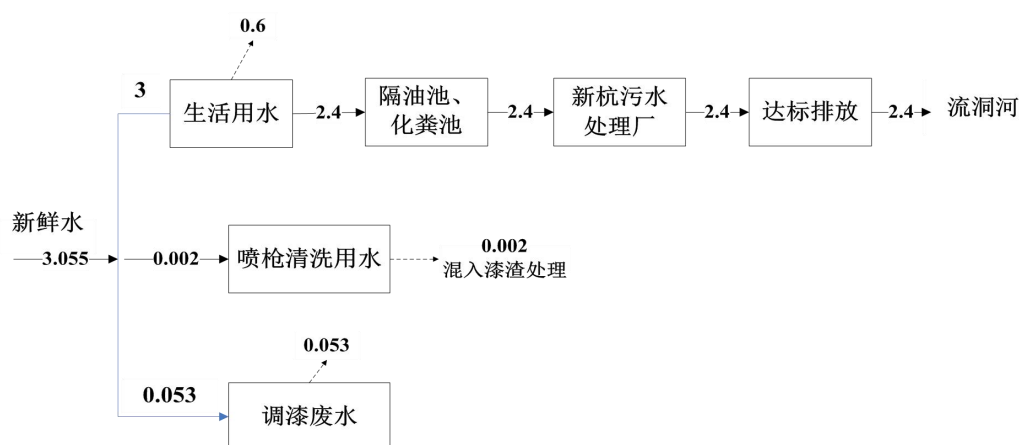 0.6
3
生活用水
2.4
隔油池、
化粪池
2.4
新杭污水
处理厂
2.4
达标排放
2.4
流洞河
新鲜水
3.055
0.002
喷枪清洗用水
0.002
混入漆渣处理
0.053
0.053
调漆废水